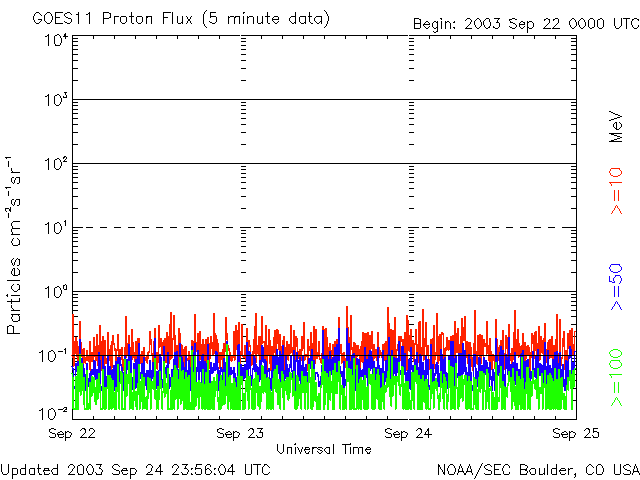 GOES11 Proton Flux (5 minute data)
Begin: 2003 Sep 22 0000 UTC
10⁴
10³
10²
10¹
10⁰
10⁻¹
10⁻²
Particles cm⁻²s⁻¹sr⁻¹
MeV
>=10
>=50
>=100
Sep 22
Sep 23
Sep 24
Sep 25
Universal Time
Updated 2003 Sep 24 23:56:04 UTC
NOAA/SEC Boulder, CO USA